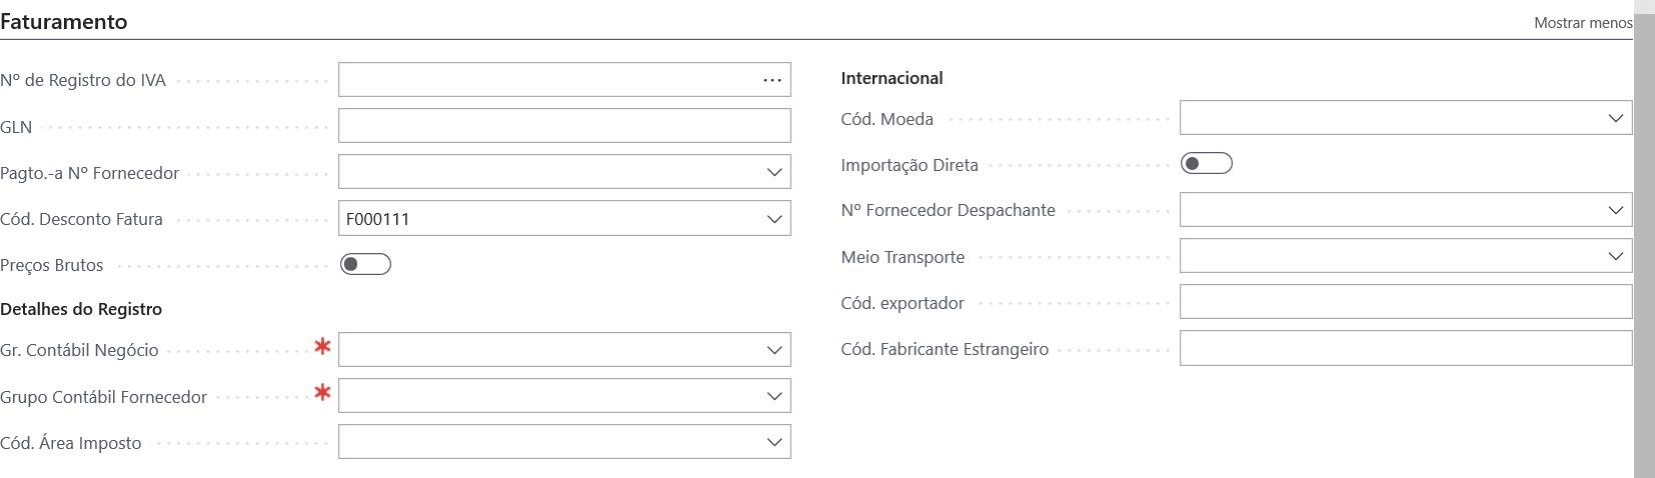 Faturamento
Mostrar menos
Nº de Registro do IVA
GLN
Pagto.-a Nº Fornecedor
Cód. Desconto Fatura F000111
Preços Brutos
Detalhes do Registro
Gr. Contábil Negócio *
Grupo Contábil Fornecedor *
Cód. Área Imposto
Internacional
Cód. Moeda
Importação Direta
Nº Fornecedor Despachante
Meio Transporte
Cód. exportador
Cód. Fabricante Estrangeiro